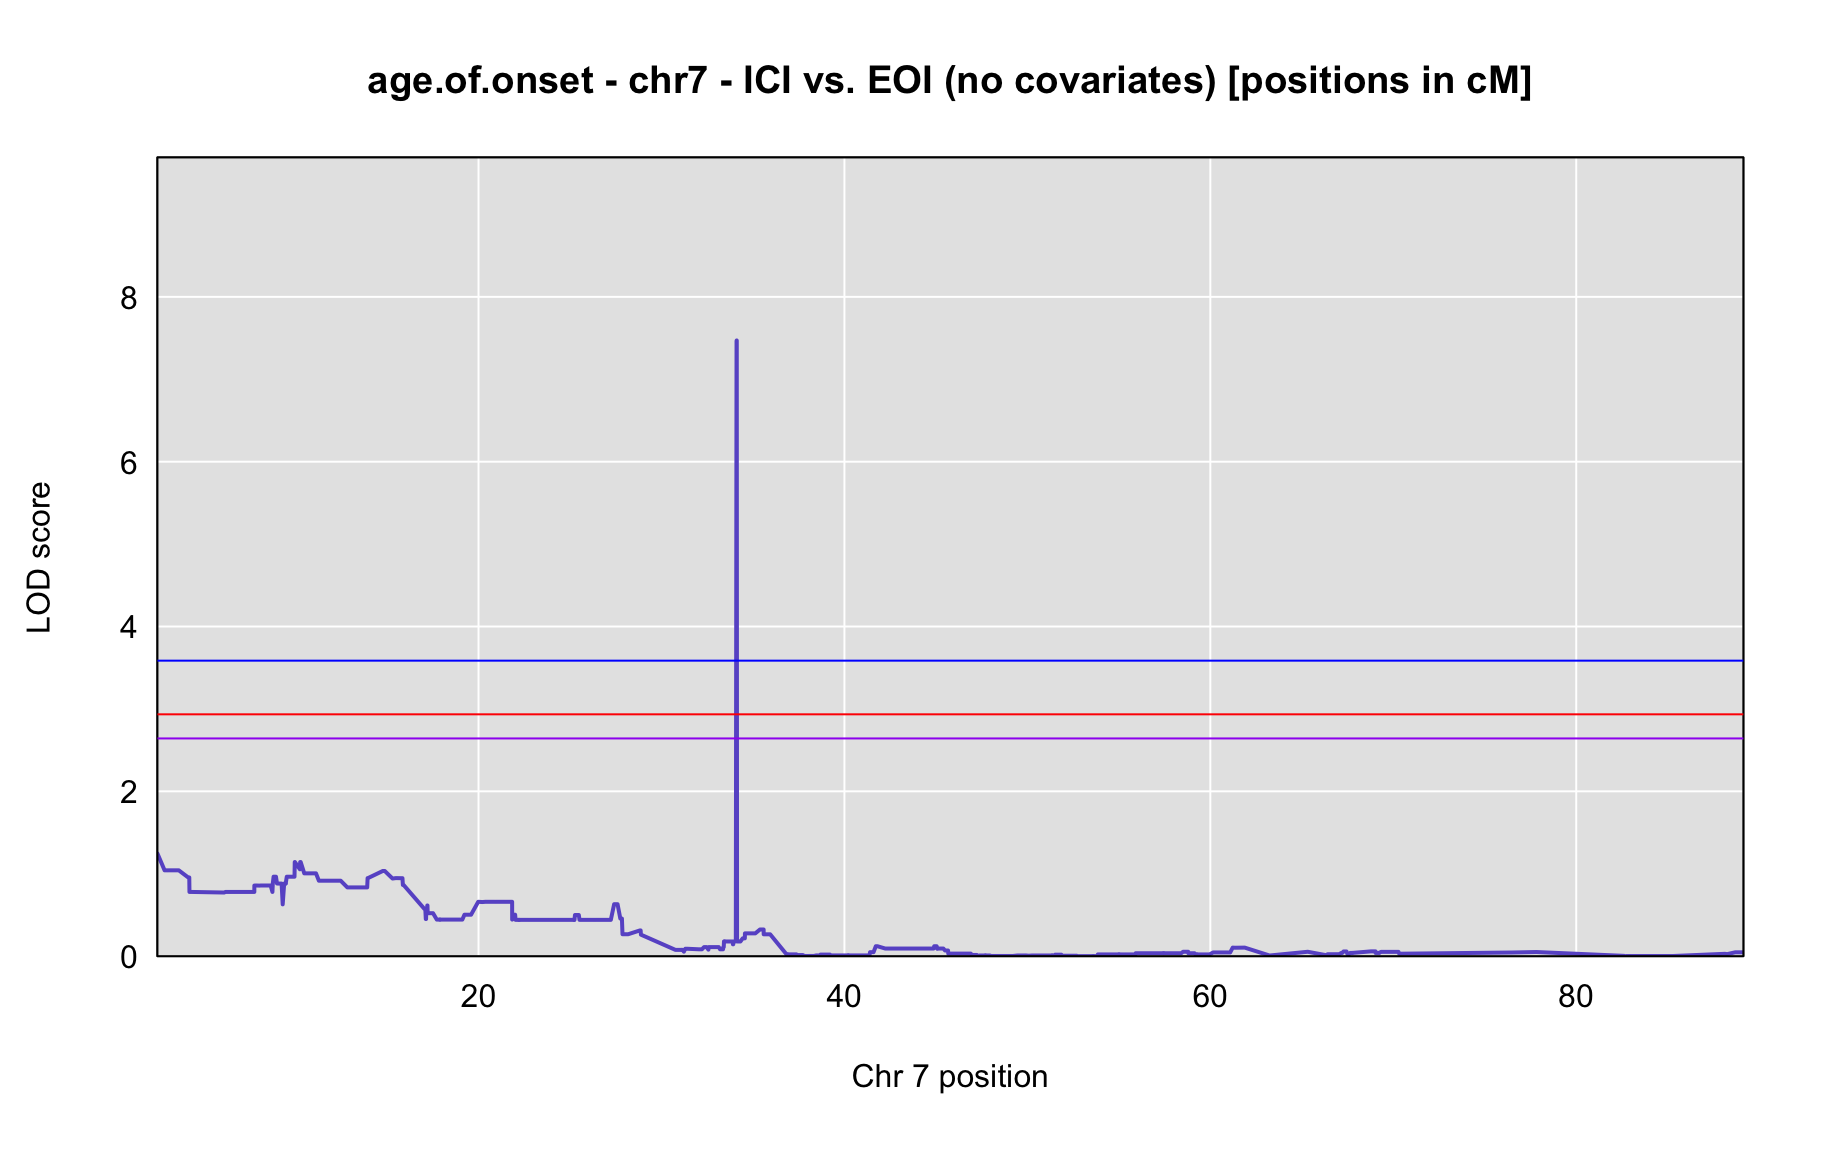 age.of.onset - chr7 - ICI vs. EOI (no covariates) [positions in cM]
LOD score
8
6
4
2
0
20 40 60 80
Chr 7 position